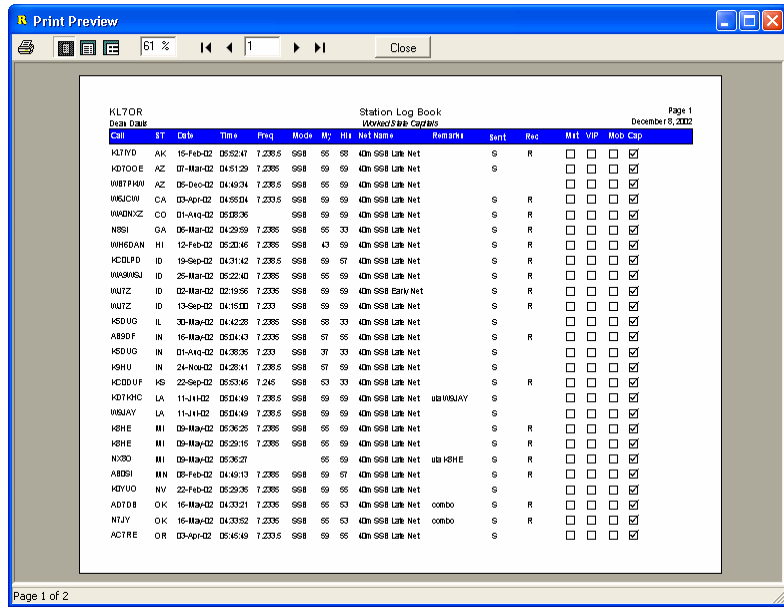 R Print Preview
61 % 1 Close
KL7OR Station Log Book Page 1
Dean Davis Worked State Capitals December 8, 2002
Call ST Date Time Freq Mode My His Net Name Remarks Sent Rec Mst VIP Mob Cap
KL7IYD AK 15-Feb-02 05:52:47 7.238.5 SSB 55 58 40m SSB Late Net S R
KD7OOE AZ 07-Mar-02 04:51:29 7.2385 SSB 55 59 40m SSB Late Net S
WB7PKW AZ 05-Dec-02 04:49:34 7.238.5 SSB 55 59 40m SSB Late Net
W6JCW CA 03-Apr-02 04:55:04 7.233.5 SSB 59 59 40m SSB Late Net S R
WA0NXZ CO 01-Aug-02 05:08:36 SSB 59 59 40m SSB Late Net S R
N8SI GA 06-Mar-02 04:29:59 7.2385 SSB 55 33 40m SSB Late Net S R
WH6DAN HI 12-Feb-02 05:20:46 7.2385 SSB 43 59 40m SSB Late Net S R
KC0LPD ID 19-Sep-02 04:31:42 7.238.5 SSB 59 57 40m SSB Late Net S R
WA9WSJ ID 25-Mar-02 05:22:40 7.2385 SSB 55 59 40m SSB Late Net S R
WJ7Z ID 02-Mar-02 02:19:56 7.2335 SSB 59 59 40m SSB Early Net S R
WJ7Z ID 13-Sep-02 04:15:00 7.233 SSB 59 59 40m SSB Late Net S R
K5DUG IL 30-May-02 04:42:28 7.2385 SSB 58 33 40m SSB Late Net S
AB9DF IN 16-May-02 05:04:43 7.2335 SSB 57 55 40m SSB Late Net S R
K5DUG IN 01-Aug-02 04:38:35 7.233 SSB 37 33 40m SSB Late Net S
K9HU IN 24-Nov-02 04:28:41 7.238.5 SSB 57 59 40m SSB Late Net S
KC0DUF KS 22-Sep-02 05:53:46 7.245 SSB 53 33 40m SSB Late Net S R
KD7KHC LA 11-Jul-02 05:04:49 7.238.5 SSB 59 59 40m SSB Late Net via W9JAY S R
W9JAY LA 11-Jul-02 05:04:49 7.238.5 SSB 59 59 40m SSB Late Net S
K8HE MI 09-May-02 05:36:25 7.2385 SSB 55 59 40m SSB Late Net S R
K8HE MI 09-May-02 05:29:15 7.2385 SSB 55 59 40m SSB Late Net S R
NX8O MI 09-May-02 05:36:27 55 59 40m SSB Late Net via K8HE S R
AB0SI MN 08-Feb-02 04:49:13 7.2385 SSB 59 57 40m SSB Late Net S R
K0YUO NV 22-Feb-02 05:29:35 7.2385 SSB 59 55 40m SSB Late Net S
AD7DB OK 16-May-02 04:33:21 7.2335 SSB 55 53 40m SSB Late Net combo S R
N7JY OK 16-May-02 04:33:52 7.2335 SSB 55 53 40m SSB Late Net combo S R
AC7RE OR 03-Apr-02 05:45:49 7.233.5 SSB 59 55 40m SSB Late Net S
Page 1 of 2